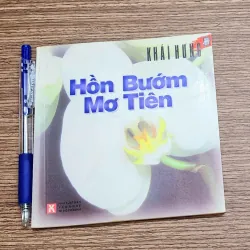 KHÁI HƯNG
Hồn Bướm
Mơ Tiên